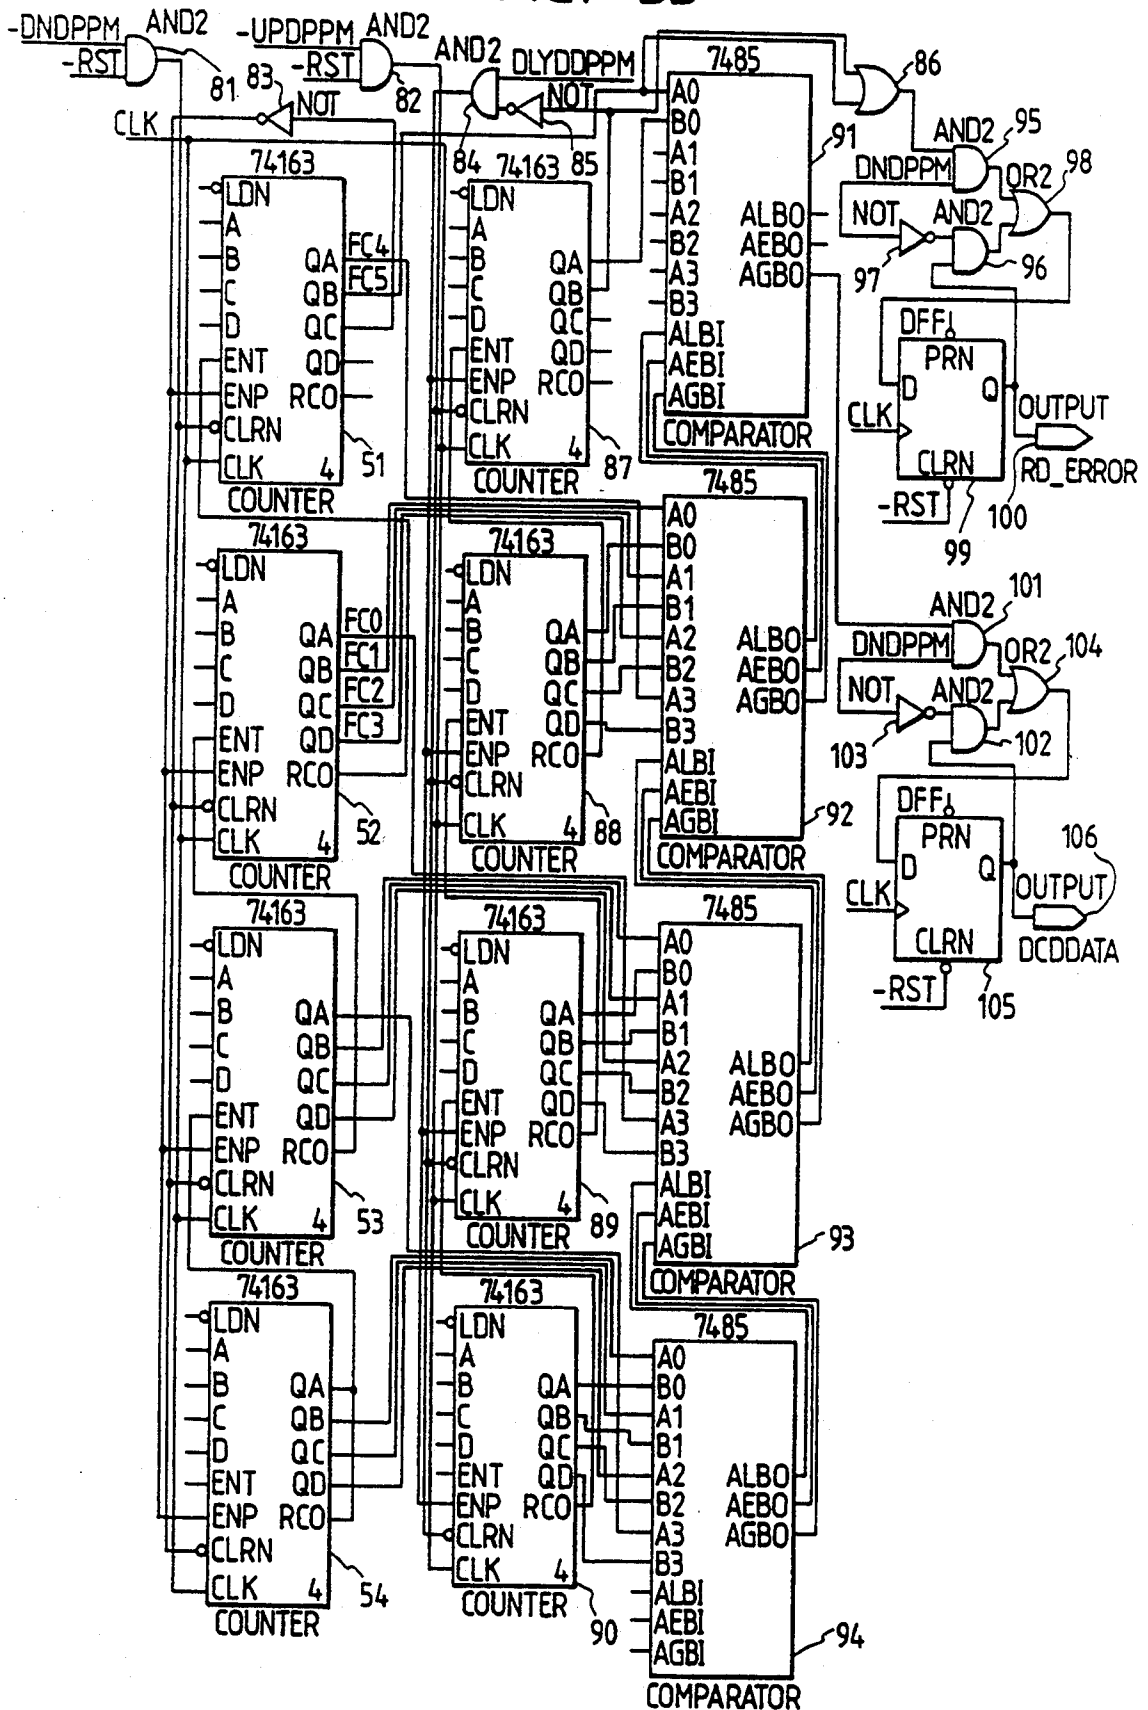 -DNDPPM
AND2
-RST
81
-UPDPPM
AND2
-RST
82
AND2
DLYDDPPM
NOT
84
85
83
NOT
CLK
86
74163
LDN
A
B
C
D
ENT
ENP
CLRN
CLK
QA
QB
QC
QD
RCO
4
FC4
FC5
51
COUNTER
74163
LDN
A
B
C
D
ENT
ENP
CLRN
CLK
QA
QB
QC
QD
RCO
4
87
COUNTER
7485
A0
B0
A1
B1
A2
B2
A3
B3
ALBI
AEBI
AGBI
ALBO
AEBO
AGBO
91
COMPARATOR
AND2
95
DNDPPM
OR2
98
NOT
AND2
97
96
DFF
PRN
D
Q
CLK
CLRN
-RST
99
OUTPUT
RD_ERROR
100
74163
LDN
A
B
C
D
ENT
ENP
CLRN
CLK
QA
QB
QC
QD
RCO
4
FC0
FC1
FC2
FC3
52
COUNTER
74163
LDN
A
B
C
D
ENT
ENP
CLRN
CLK
QA
QB
QC
QD
RCO
4
88
7485
A0
B0
A1
B1
A2
B2
A3
B3
ALBI
AEBI
AGBI
ALBO
AEBO
AGBO
92
COMPARATOR
AND2
101
DNDPPM
OR2
104
NOT
AND2
103
102
DFF
PRN
D
Q
CLK
CLRN
-RST
105
OUTPUT
106
DCDDATA
74163
LDN
A
B
C
D
ENT
ENP
CLRN
CLK
QA
QB
QC
QD
RCO
4
53
COUNTER
74163
LDN
A
B
C
D
ENT
ENP
CLRN
CLK
QA
QB
QC
QD
RCO
4
89
COUNTER
7485
A0
B0
A1
B1
A2
B2
A3
B3
ALBI
AEBI
AGBI
ALBO
AEBO
AGBO
93
COMPARATOR
74163
LDN
A
B
C
D
ENT
ENP
CLRN
CLK
QA
QB
QC
QD
RCO
4
54
COUNTER
74163
LDN
A
B
C
D
ENT
ENP
CLRN
CLK
QA
QB
QC
QD
RCO
4
90
COUNTER
7485
A0
B0
A1
B1
A2
B2
A3
B3
ALBI
AEBI
AGBI
ALBO
AEBO
AGBO
94
COMPARATOR